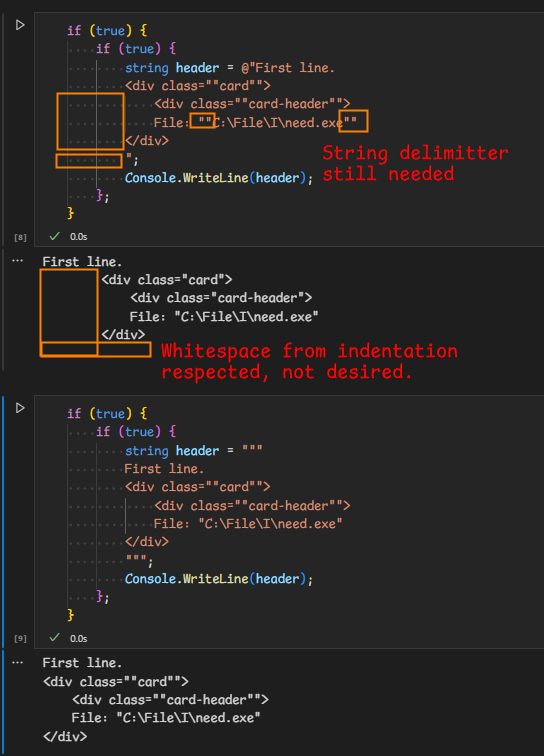 if (true) {
if (true) {
string header = @"First line.
<div class=""card"">
<div class=""card-header"">
File: ""C:\File\I\need.exe""
</div>
";
Console.WriteLine(header);
};
}
String delimitter
still needed
[8]
0.0s
First line.
<div class="card">
<div class="card-header">
File: "C:\File\I\need.exe"
</div>
Whitespace from indentation
respected, not desired.
if (true) {
if (true) {
string header = """
First line.
<div class=""card"">
<div class=""card-header"">
File: "C:\File\I\need.exe"
</div>
""";
Console.WriteLine(header);
};
}
[9]
0.0s
First line.
<div class=""card"">
<div class=""card-header"">
File: "C:\File\I\need.exe"
</div>